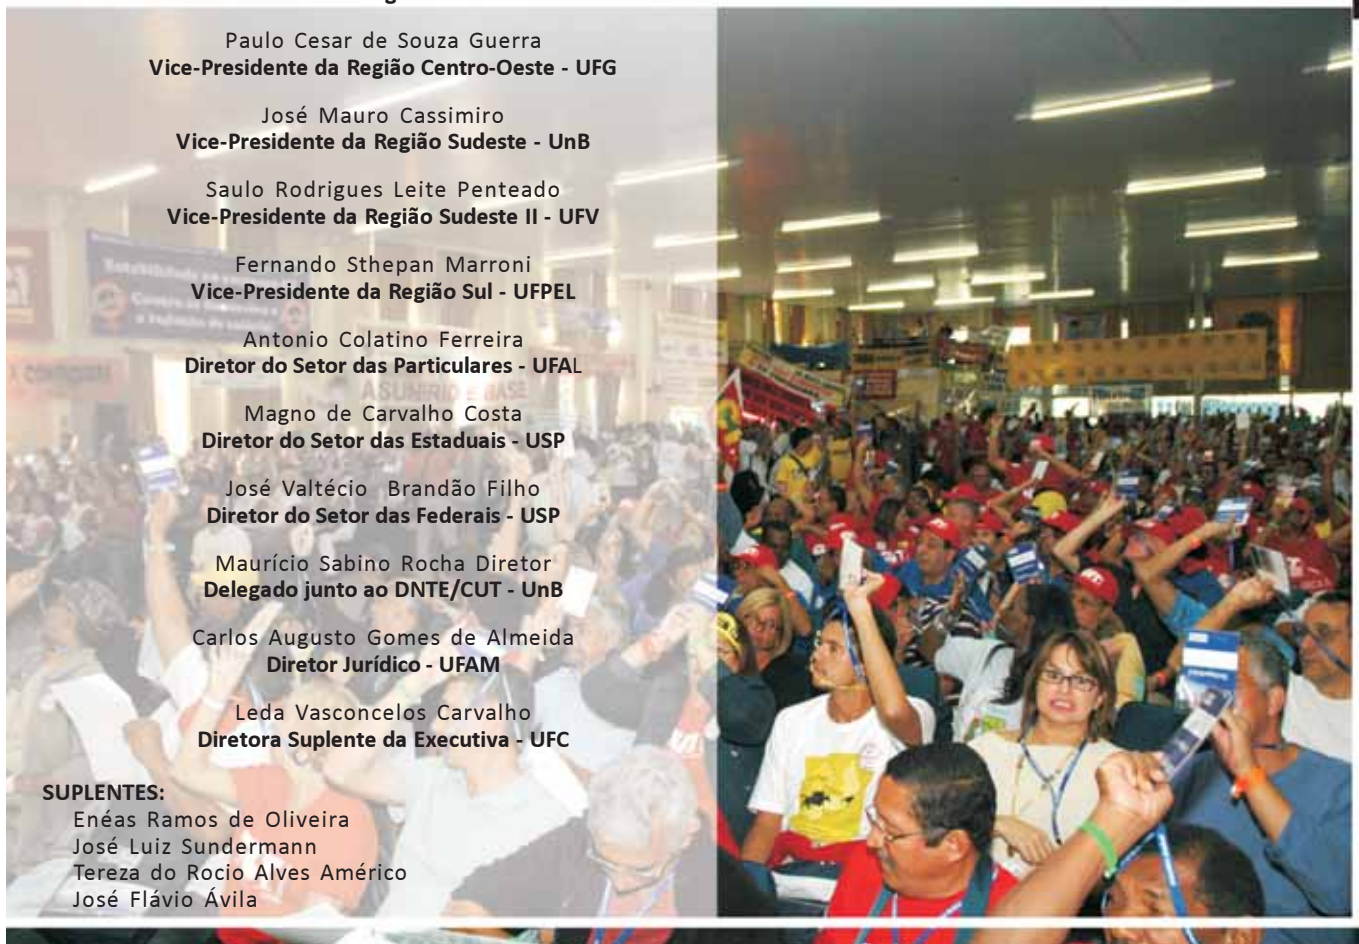 Paulo Cesar de Souza Guerra
Vice-Presidente da Região Centro-Oeste - UFG
José Mauro Cassimiro
Vice-Presidente da Região Sudeste - UnB
Saulo Rodrigues Leite Penteado
Vice-Presidente da Região Sudeste II - UFV
Fernando Sthepan Marroni
Vice-Presidente da Região Sul - UFPEL
Antonio Colatino Ferreira
Diretor do Setor das Particulares - UFAL
Magno de Carvalho Costa
Diretor do Setor das Estaduais - USP
José Valtécio Brandão Filho
Diretor do Setor das Federais - USP
Maurício Sabino Rocha Diretor
Delegado junto ao DNTE/CUT - UnB
Carlos Augusto Gomes de Almeida
Diretor Jurídico - UFAM
Leda Vasconcelos Carvalho
Diretora Suplente da Executiva - UFC
SUPLENTES:
Enéas Ramos de Oliveira
José Luiz Sundermann
Tereza do Rocio Alves Américo
José Flávio Ávila